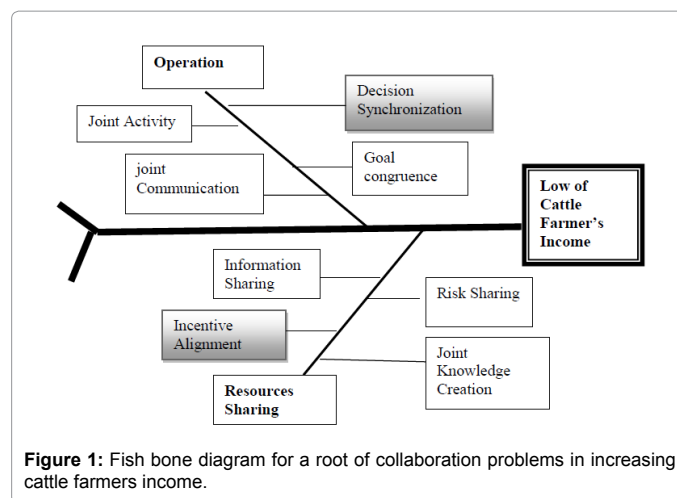 Operation
Decision
Synchronization
Joint Activity
joint
Communication
Goal
congruence
Low of
Cattle
Farmer's
Income
Information
Sharing
Risk Sharing
Incentive
Alignment
Joint
Knowledge
Creation
Resources
Sharing
Figure 1: Fish bone diagram for a root of collaboration problems in increasing
cattle farmers income.